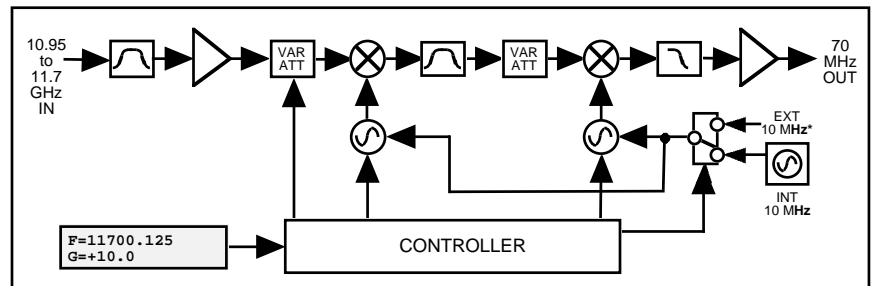 10.95
to
11.7
GHz
IN
VAR
ATT
VAR
ATT
70
MHz
OUT
EXT
10 MHz*
INT
10 MHz
F=11700.125
G=+10.0
CONTROLLER